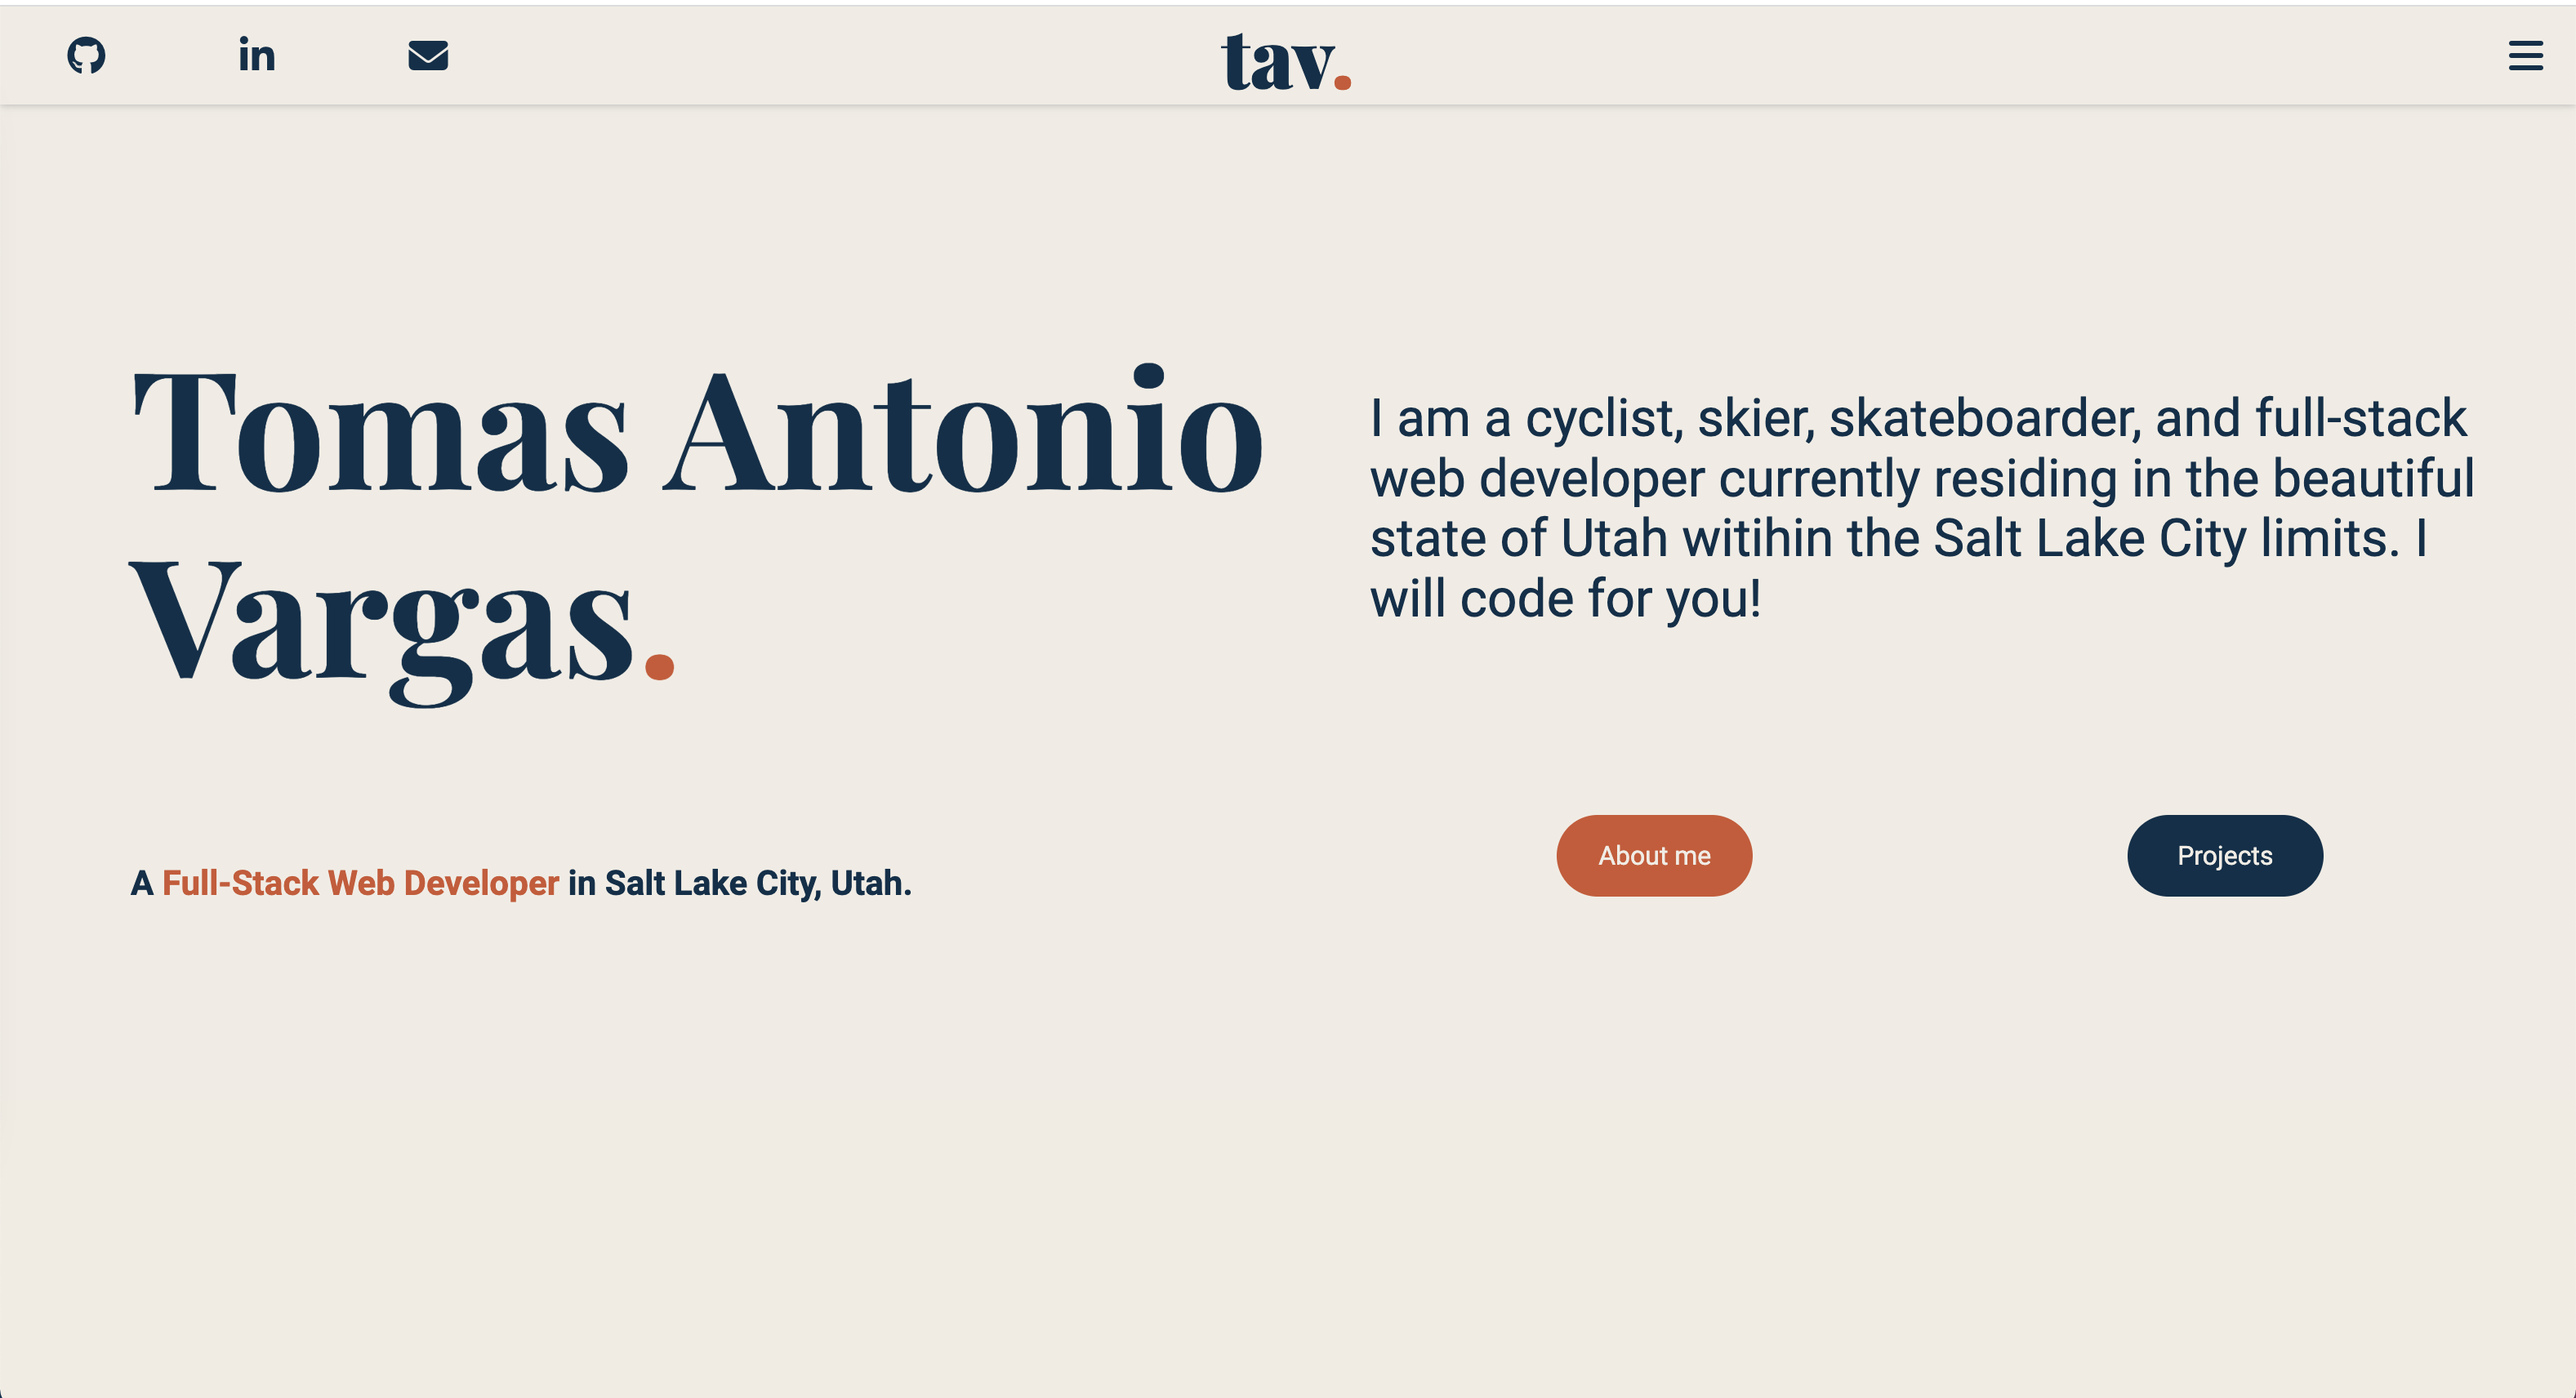 tav.
Tomas Antonio
Vargas.
A Full-Stack Web Developer in Salt Lake City, Utah.
I am a cyclist, skier, skateboarder, and full-stack
web developer currently residing in the beautiful
state of Utah witihin the Salt Lake City limits. I
will code for you!
About me
Projects